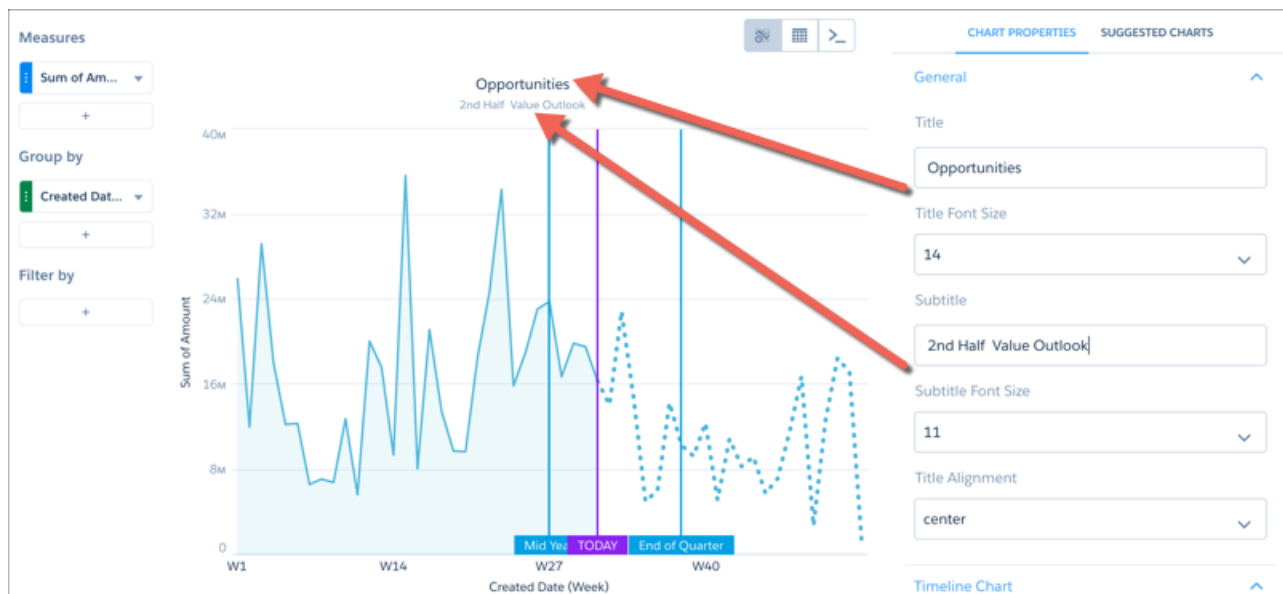 Measures
Sum of Am...
+
Group by
Created Dat...
+
Filter by
+
Opportunities
2nd Half  Value Outlook
40M
32M
24M
16M
8M
0
Sum of Amount
Mid Yea
TODAY
End of Quarter
W1
W14
W27
W40
Created Date (Week)
CHART PROPERTIES
SUGGESTED CHARTS
General
Title
Opportunities
Title Font Size
14
Subtitle
2nd Half  Value Outlook
Subtitle Font Size
11
Title Alignment
center
Timeline Chart